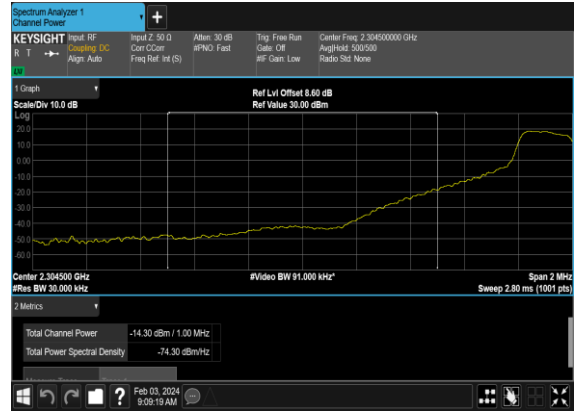 Spectrum Analyzer 1
Channel Power
+
KEYSIGHT Input: RF Input Z: 50 Ω Atten: 30 dB Trig: Free Run Center Freq: 2.304500000 GHz
R T Coupling: DC Corr CCorr #PNO: Fast Gate: Off Avg|Hold: 500/500
Align: Auto Freq Ref: Int (S) #IF Gain: Low Radio Std: None
LM
1 Graph
Ref Lvl Offset 8.60 dB
Scale/Div 10.0 dB Ref Value 30.00 dBm
Log
20.0
10.0
0.00
-10.0
-20.0
-30.0
-40.0
-50.0
-60.0
Center 2.304500 GHz #Video BW 91.000 kHz* Span 2 MHz
#Res BW 30.000 kHz Sweep 2.80 ms (1001 pts)
2 Metrics
Total Channel Power -14.30 dBm / 1.00 MHz
Total Power Spectral Density -74.30 dBm/Hz
? Feb 03, 2024
9:09:19 AM